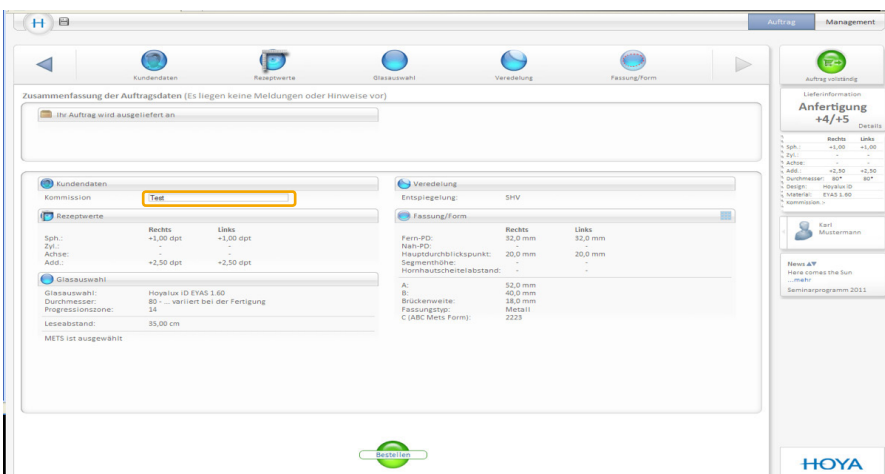 H
Auftrag Management
Kundendaten Rezeptwerte Glasauswahl Veredelung Fassung/Form
Auftrag vollständig
Zusammenfassung der Auftragsdaten (Es liegen keine Meldungen oder Hinweise vor)
Ihr Auftrag wird ausgeliefert an
Kundendaten
Kommission Test
Rezeptwerte
Rechts Links
Sph.: +1,00 dpt +1,00 dpt
Zyl.: - -
Achse: - -
Add.: +2,50 dpt +2,50 dpt
Glasauswahl
Glasauswahl: Hoyalux iD EYAS 1.60
Durchmesser: 80 - ... variiert bei der Fertigung
Progressionszone: 14
Leseabstand: 35,00 cm
METS ist ausgewählt
Veredelung
Entspiegelung: SHV
Fassung/Form
Rechts Links
Fern-PD: 32,0 mm 32,0 mm
Nah-PD: - -
Hauptdurchblickspunkt: 20,0 mm 20,0 mm
Segmenthöhe: - -
Hornhautscheitelabstand: - -
A: 52,0 mm
B: 40,0 mm
Brückenweite: 18,0 mm
Fassungstyp: Metall
C (ABC Mets Form): 2223
Bestellen
Lieferinformation
Anfertigung
+4/+5
Details
Rechts Links
Sph.: +1,00 +1,00
Zyl.: - -
Achse: - -
Add.: +2,50 +2,50
Durchmesser: 80* 80*
Design: Hoyalux iD
Material: EYAS 1.60
Kommission.:-
Karl
Mustermann
News
Here comes the Sun
...mehr
Seminarprogramm 2011
HOYA